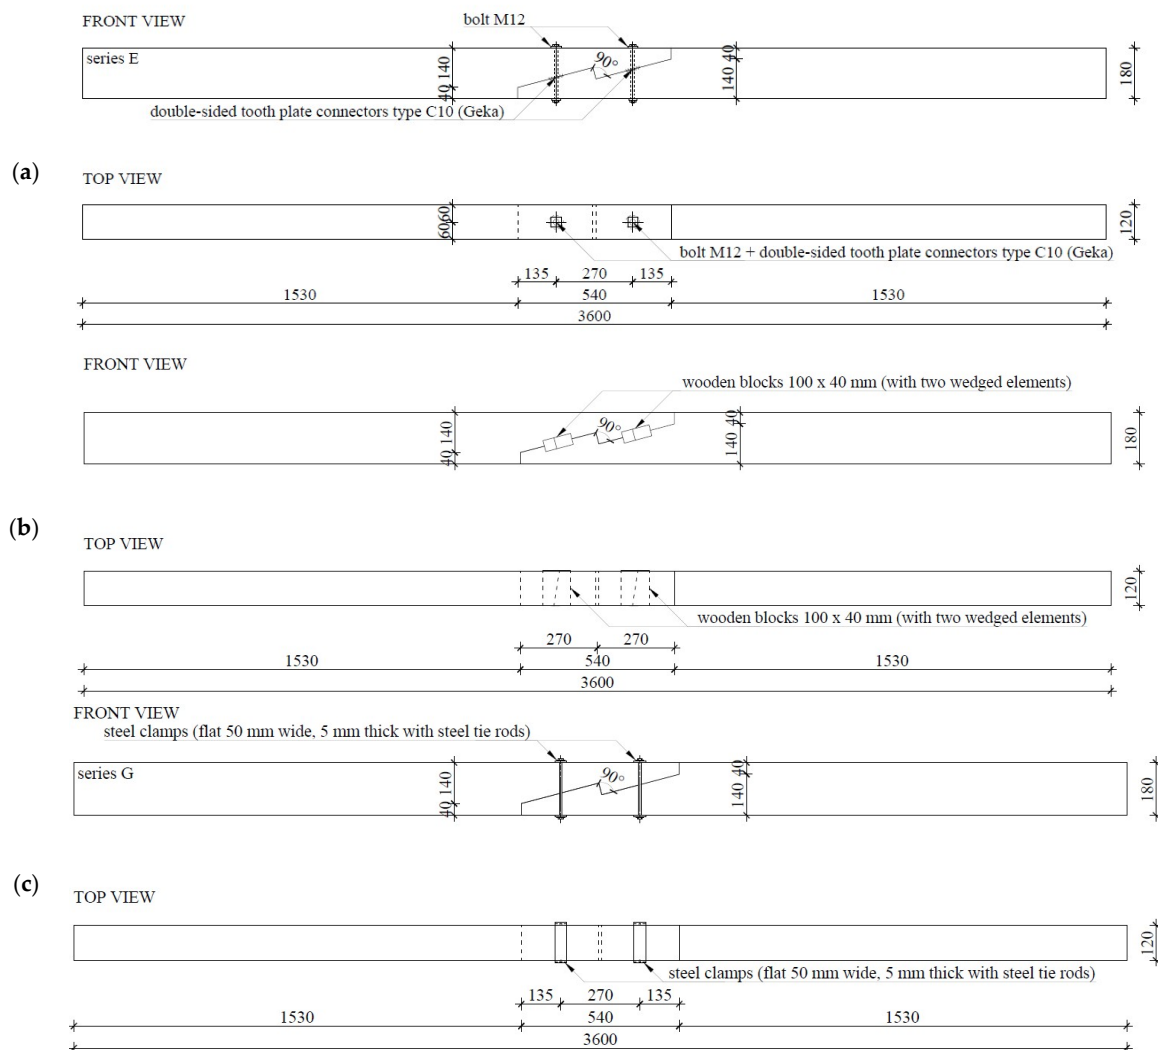 FRONT VIEW
bolt M12
series E
90°
140
40
40
140
180
double-sided tooth plate connectors type C10 (Geka)
(a)
TOP VIEW
60
60
120
bolt M12 + double-sided tooth plate connectors type C10 (Geka)
135 270 135
1530 540 1530
3600
FRONT VIEW
wooden blocks 100 x 40 mm (with two wedged elements)
90°
140
40
40
140
180
(b)
TOP VIEW
120
wooden blocks 100 x 40 mm (with two wedged elements)
270 270
1530 540 1530
3600
FRONT VIEW
steel clamps (flat 50 mm wide, 5 mm thick with steel tie rods)
series G
90°
140
40
40
140
180
(c)
TOP VIEW
120
steel clamps (flat 50 mm wide, 5 mm thick with steel tie rods)
135 270 135
1530 540 1530
3600